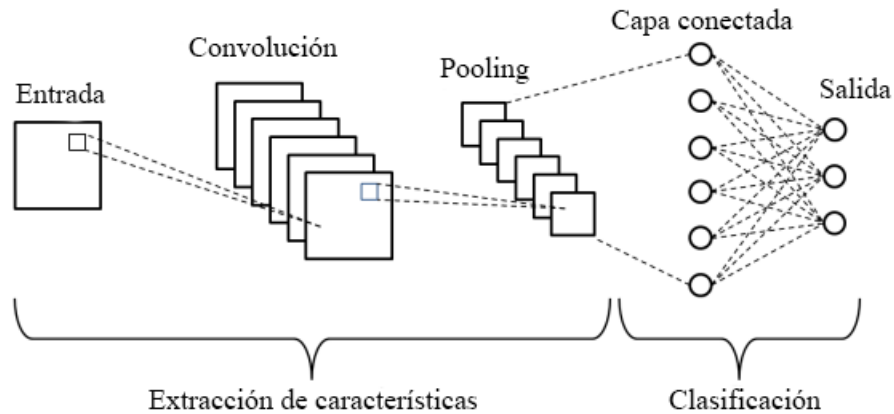 Capa conectada
Convolución
Pooling
Entrada
Salida
Extracción de características
Clasificación